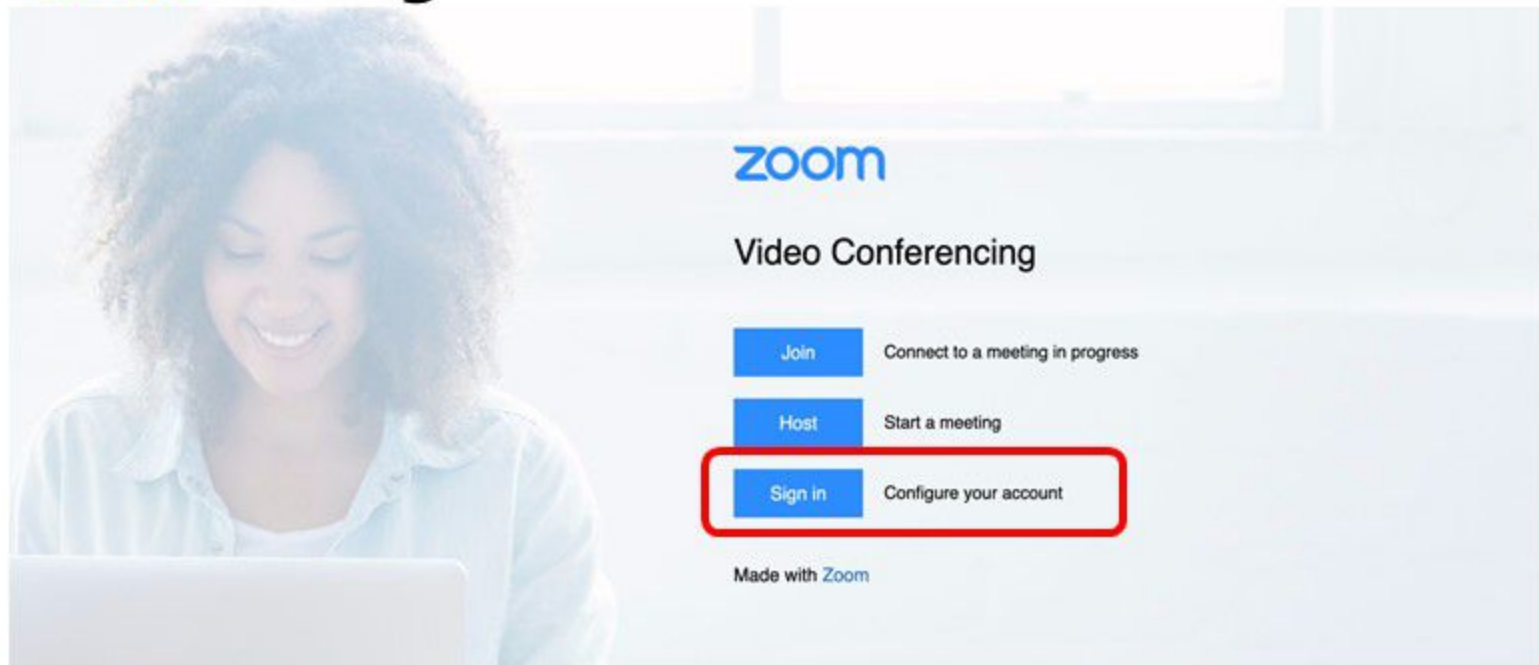 zoom
Video Conferencing
Join Connect to a meeting in progress
Host Start a meeting
Sign in Configure your account
Made with Zoom